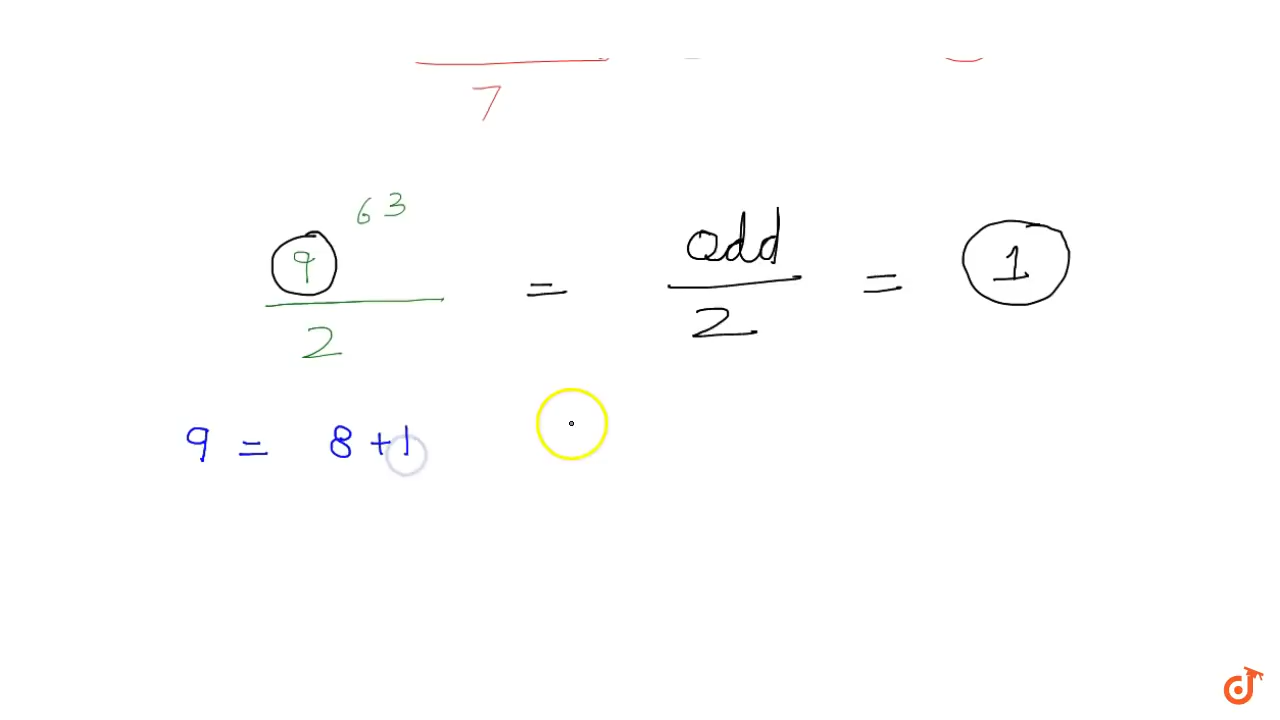 7
9^63 / 2 = odd / 2 = 1
9 = 8 + 1